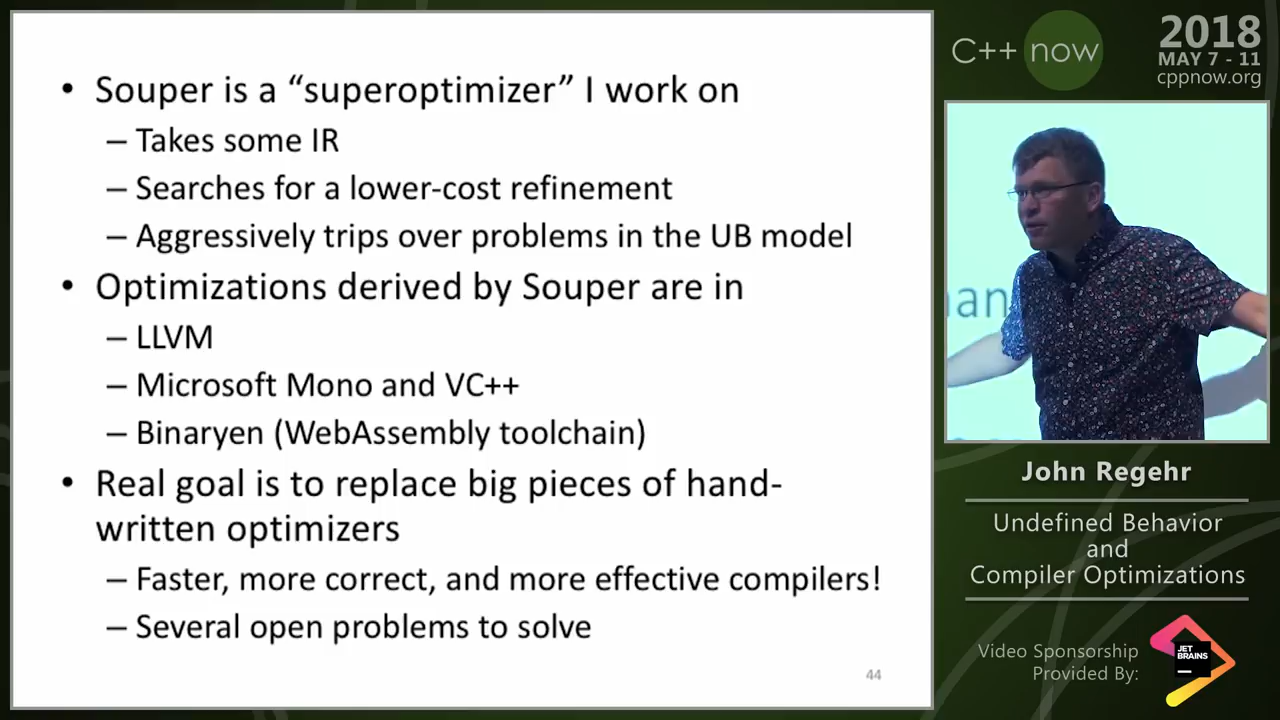 • Souper is a “superoptimizer” I work on
– Takes some IR
– Searches for a lower-cost refinement
– Aggressively trips over problems in the UB model
• Optimizations derived by Souper are in
– LLVM
– Microsoft Mono and VC++
– Binaryen (WebAssembly toolchain)
• Real goal is to replace big pieces of hand-
written optimizers
– Faster, more correct, and more effective compilers!
– Several open problems to solve
44
C++ now
2018
MAY 7 - 11
cppnow.org
an
John Regehr
Undefined Behavior
and
Compiler Optimizations
Video Sponsorship
Provided By:
JET
BRAINS